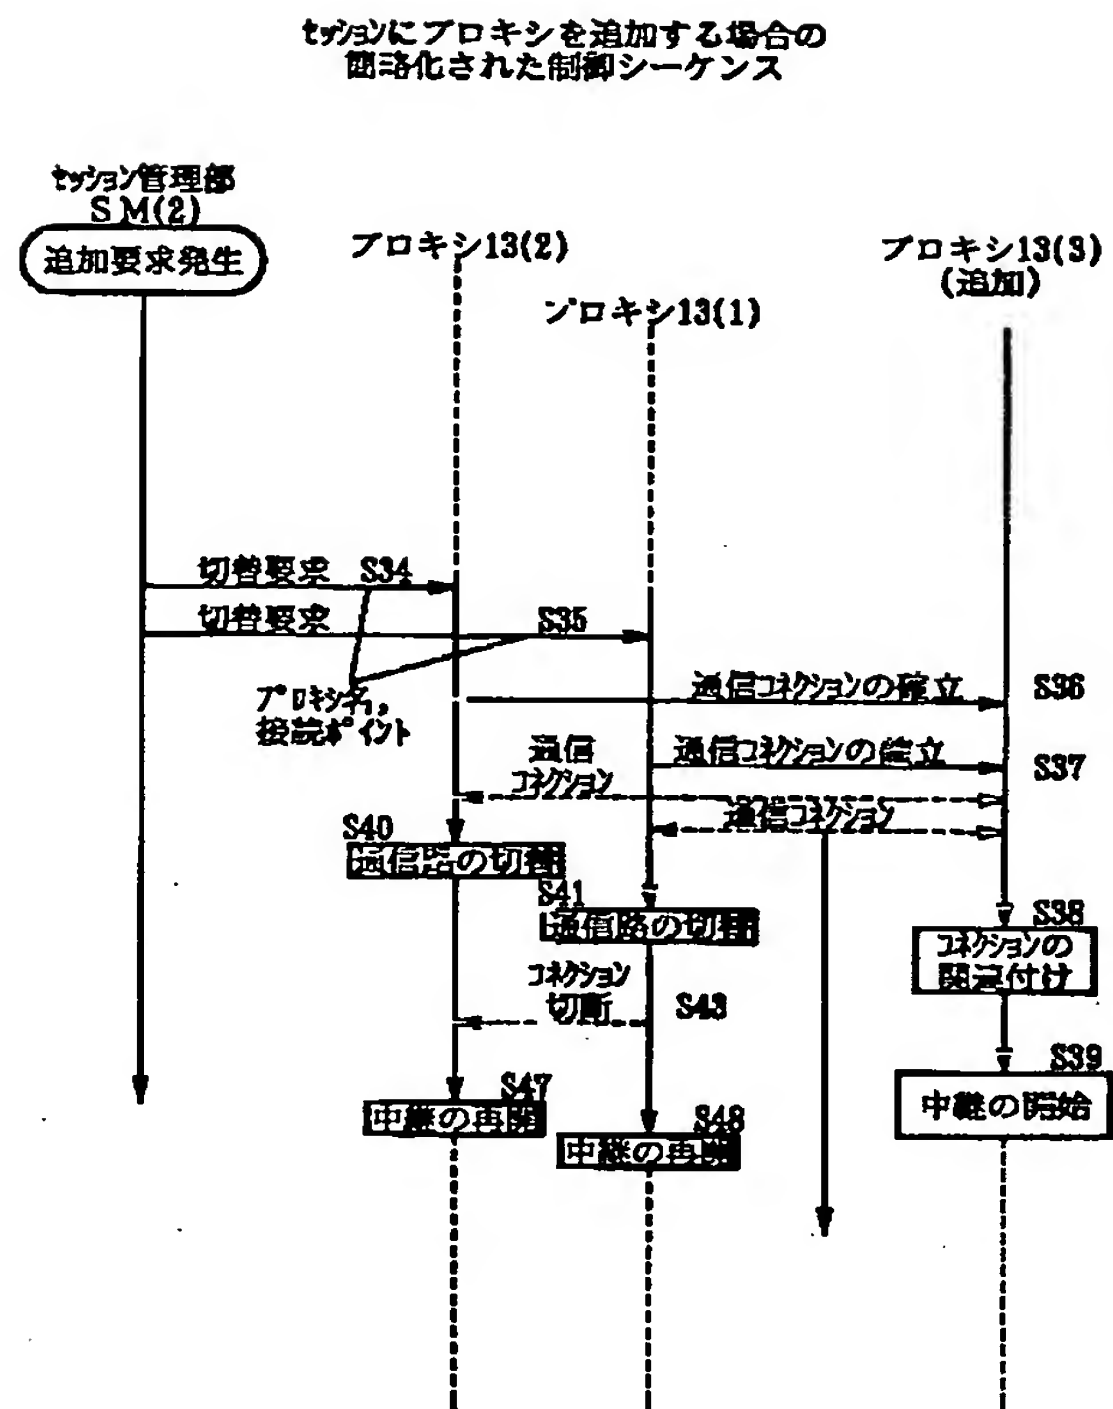 セッションにプロキシを追加する場合の
簡略化された制御シーケンス
セッション管理部
SM(2)
追加要求発生
プロキシ13(2)
プロキシ13(1)
プロキシ13(3)
(追加)
切替要求 S34
切替要求 S35
プロキシ名,
接続ポイント
通信コネクションの確立 S36
通信コネクションの確立 S37
通信
コネクション
通信コネクション
S40
通信路の切替
S41
通信路の切替
S38
コネクションの
関連付け
コネクション
切断
S43
S39
中継の開始
S47
中継の再開
S48
中継の再開